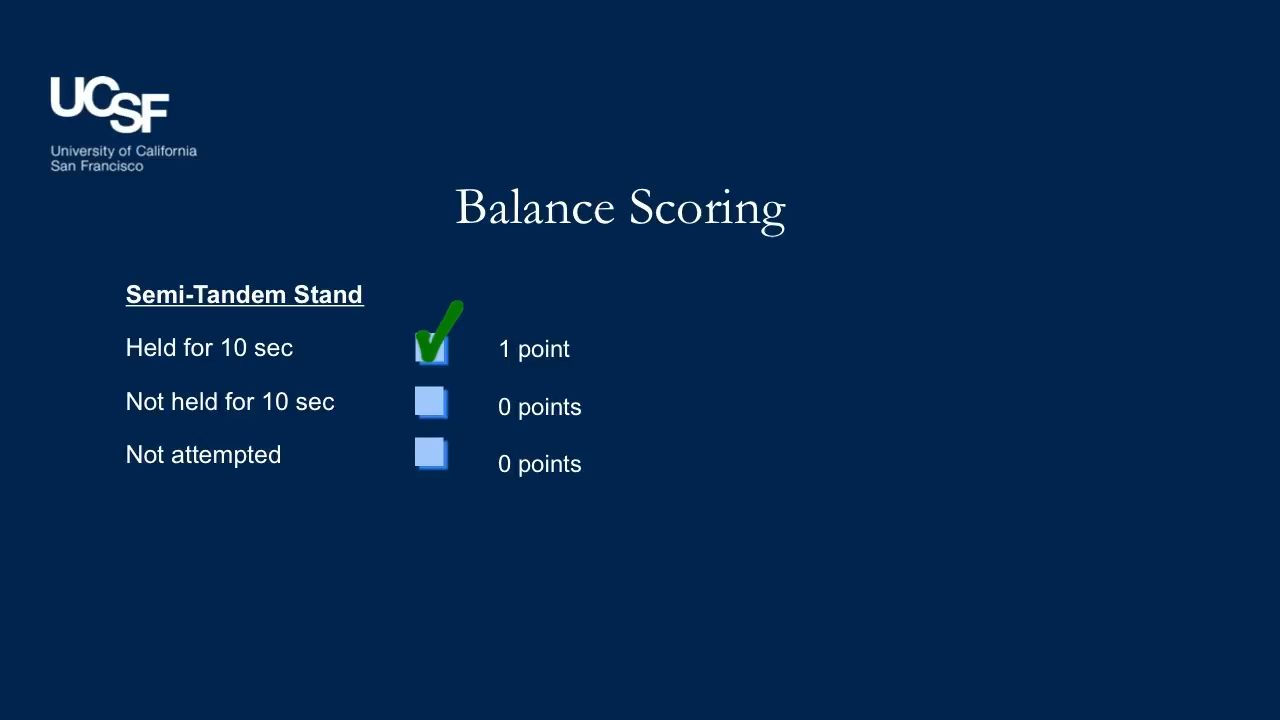 UCSF
University of California
San Francisco
Balance Scoring
Semi-Tandem Stand
Held for 10 sec 1 point
Not held for 10 sec 0 points
Not attempted 0 points